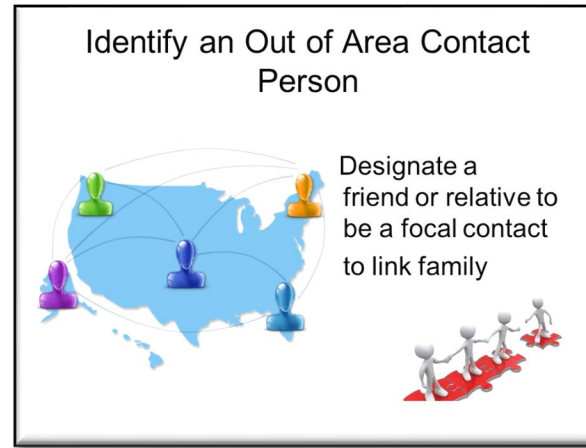 Identify an Out of Area Contact
Person
Designate a
friend or relative to
be a focal contact
to link family